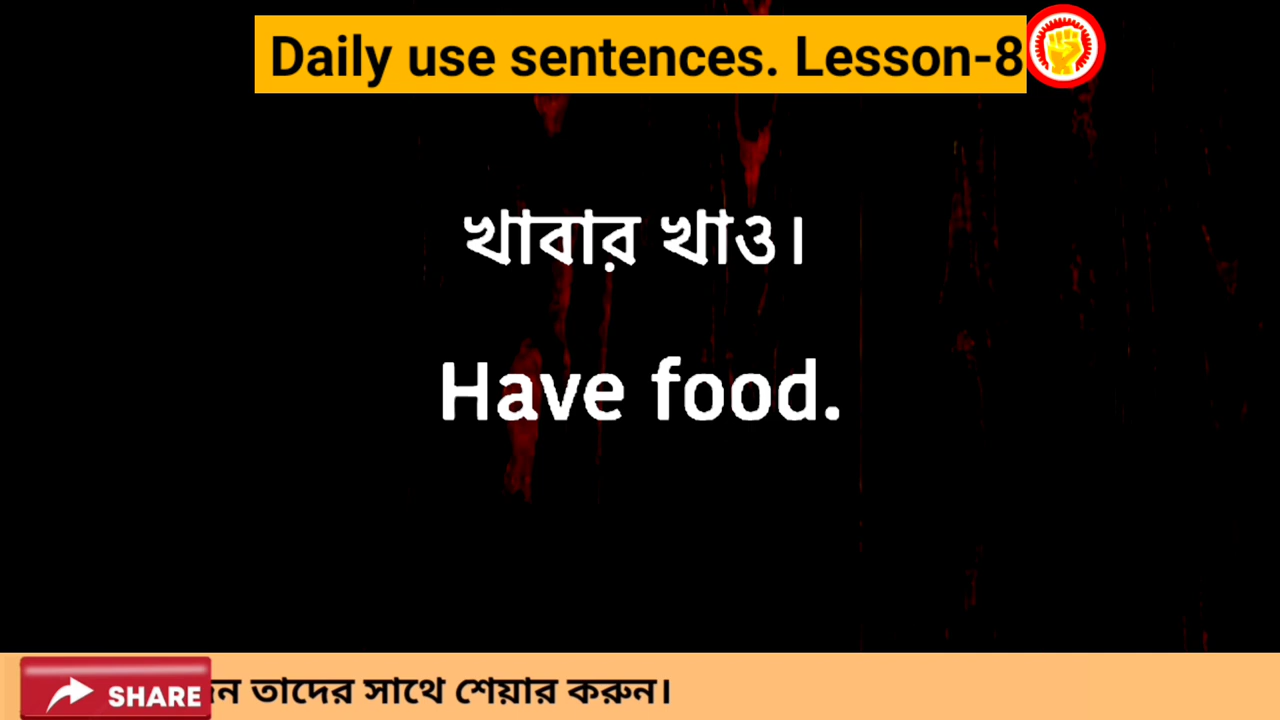 Daily use sentences. Lesson-8
খাবার খাও।
Have food.
SHARE
তাদের সাথে শেয়ার করুন।